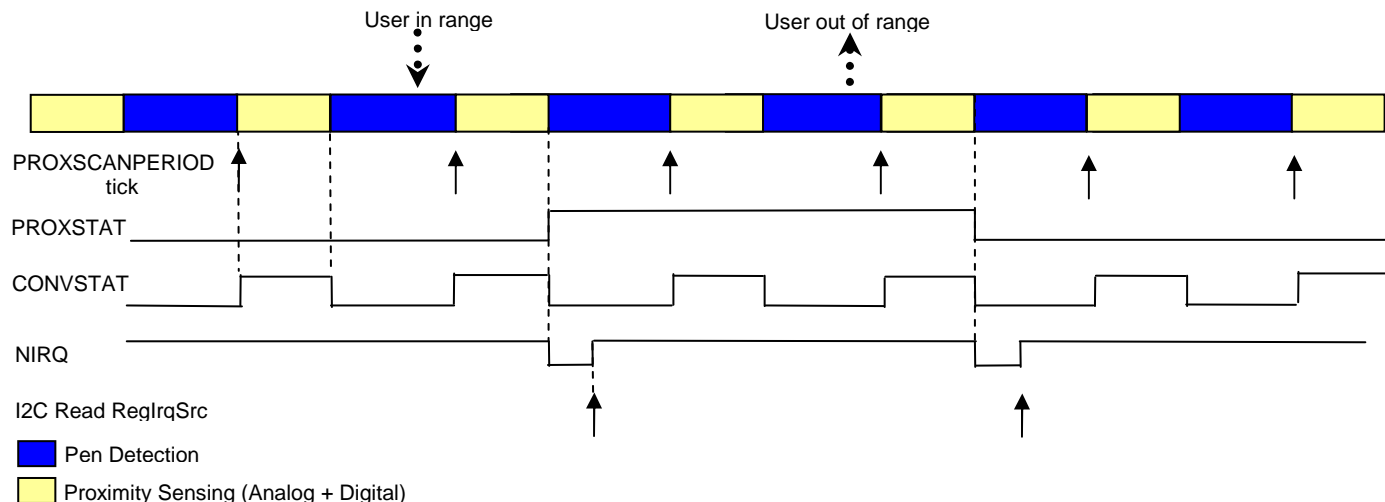 User in range
User out of range
PROXSCANPERIOD
tick
PROXSTAT
CONVSTAT
NIRQ
I2C Read RegIrqSrc
Pen Detection
Proximity Sensing (Analog + Digital)